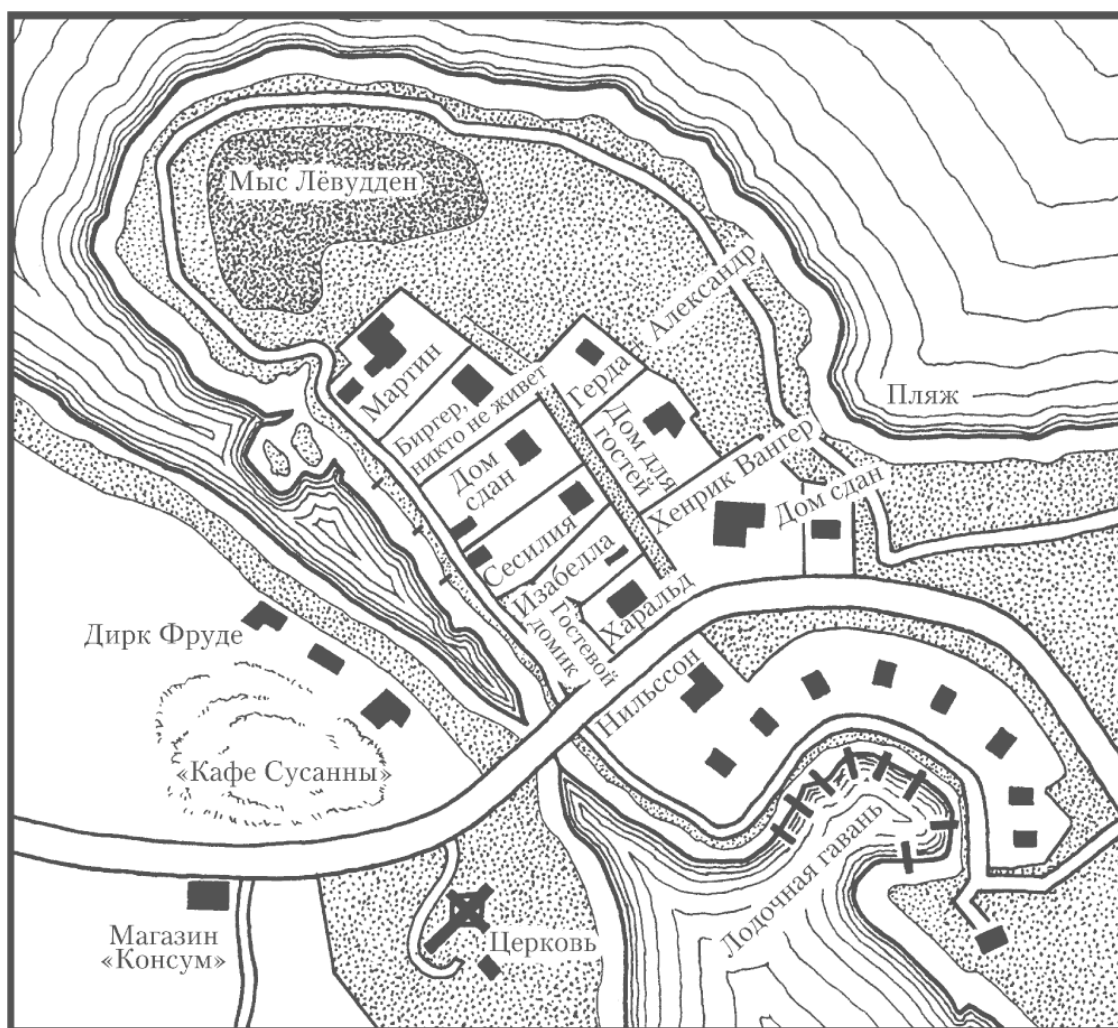 Мыс Лёвудден
Мартин
Биргер,
никто не живет
Дом
сдан
Сесилия
Изабелла
Гостевой
домик
Харальд
Герда
Александр
Дом для
гостей
Хенрик Вангер
Дом сдан
Пляж
Дирк Фруде
«Кафе Сусанны»
Нильссон
Лодочная гавань
Магазин
«Консум»
Церковь